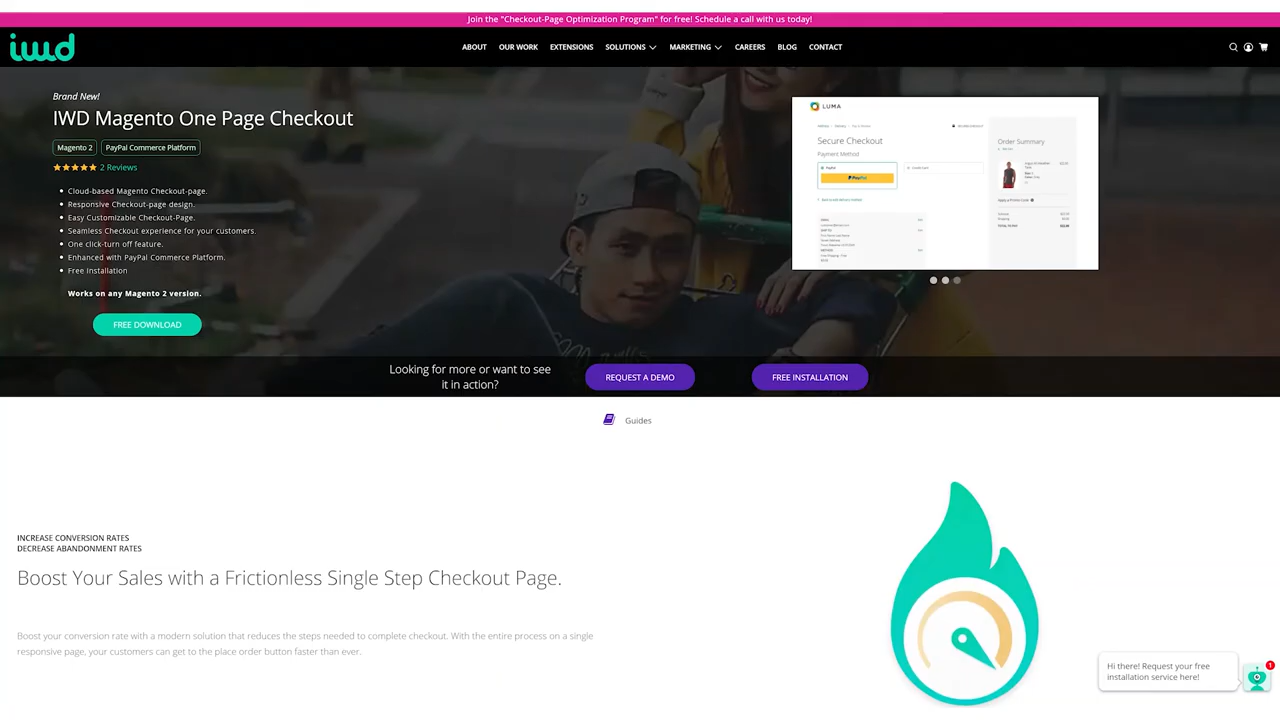 Join the "Checkout-Page Optimization Program" for free! Schedule a call with us today!
iwd
ABOUT OUR WORK EXTENSIONS SOLUTIONS MARKETING CAREERS BLOG CONTACT
Brand New!
IWD Magento One Page Checkout
Magento 2 PayPal Commerce Platform
2 Reviews
Cloud-based Magento Checkout-page.
Responsive Checkout-page design.
Easy Customizable Checkout-Page.
Seamless Checkout experience for your customers.
One click-turn off feature.
Enhanced with PayPal Commerce Platform.
Free Installation
Works on any Magento 2 version.
FREE DOWNLOAD
LUMA
Secure Checkout
Payment Method
PayPal
PayPal
Order Summary
Looking for more or want to see
it in action?
REQUEST A DEMO
FREE INSTALLATION
Guides
INCREASE CONVERSION RATES
DECREASE ABANDONMENT RATES
Boost Your Sales with a Frictionless Single Step Checkout Page.
Boost your conversion rate with a modern solution that reduces the steps needed to complete checkout. With the entire process on a single
responsive page, your customers can get to the place order button faster than ever.
Hi there! Request your free
installation service here!
1